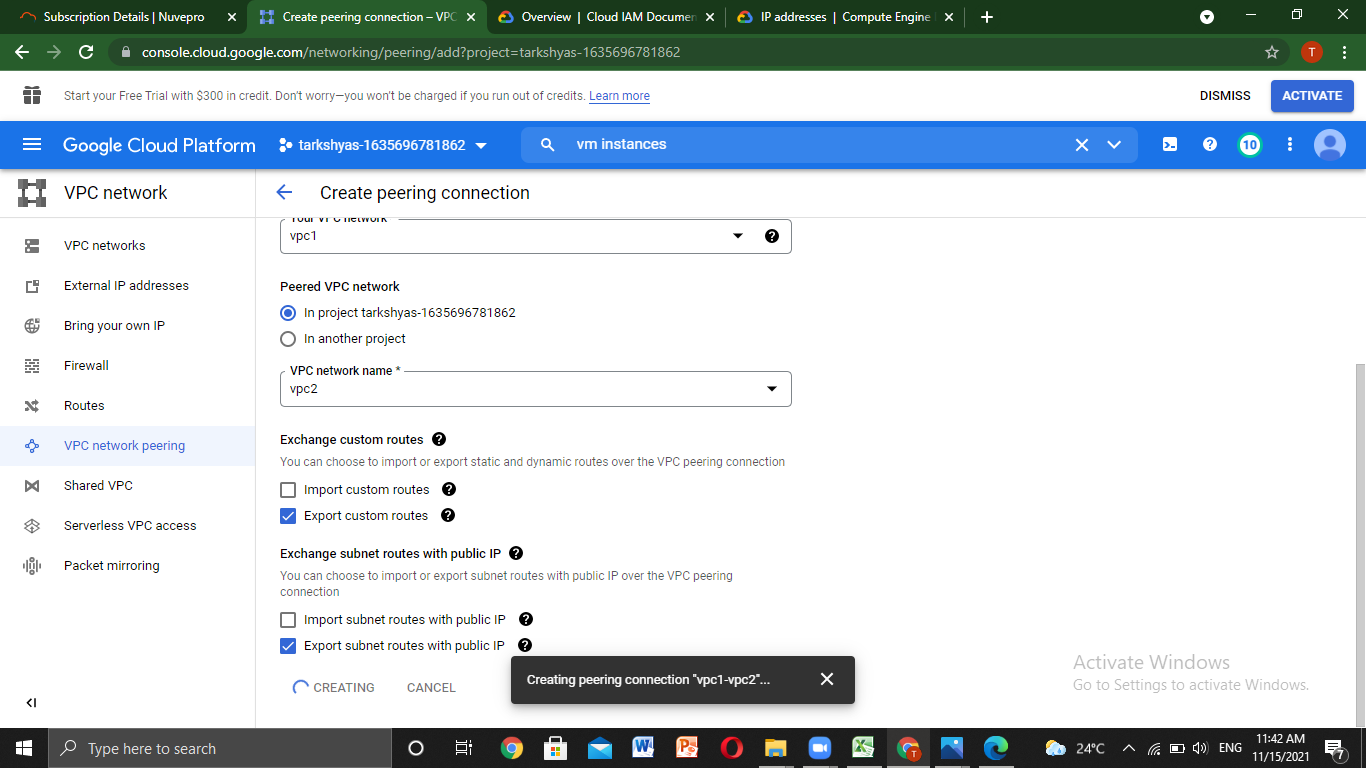 Subscription Details | Nuvepro
Create peering connection – VPC
Overview | Cloud IAM Documen
IP addresses | Compute Engine
console.cloud.google.com/networking/peering/add?project=tarkshyas-1635696781862
T
Start your Free Trial with $300 in credit. Don't worry—you won't be charged if you run out of credits. Learn more
DISMISS
ACTIVATE
Google Cloud Platform
tarkshyas-1635696781862
vm instances
10
VPC network
Create peering connection
VPC networks
External IP addresses
Bring your own IP
Firewall
Routes
VPC network peering
Shared VPC
Serverless VPC access
Packet mirroring
Your VPC network
vpc1
Peered VPC network
In project tarkshyas-1635696781862
In another project
VPC network name *
vpc2
Exchange custom routes
You can choose to import or export static and dynamic routes over the VPC peering connection
Import custom routes
Export custom routes
Exchange subnet routes with public IP
You can choose to import or export subnet routes with public IP over the VPC peering
connection
Import subnet routes with public IP
Export subnet routes with public IP
CREATING
CANCEL
Creating peering connection "vpc1-vpc2"...
Activate Windows
Go to Settings to activate Windows.
Type here to search
24°C
ENG
11:42 AM
11/15/2021
7